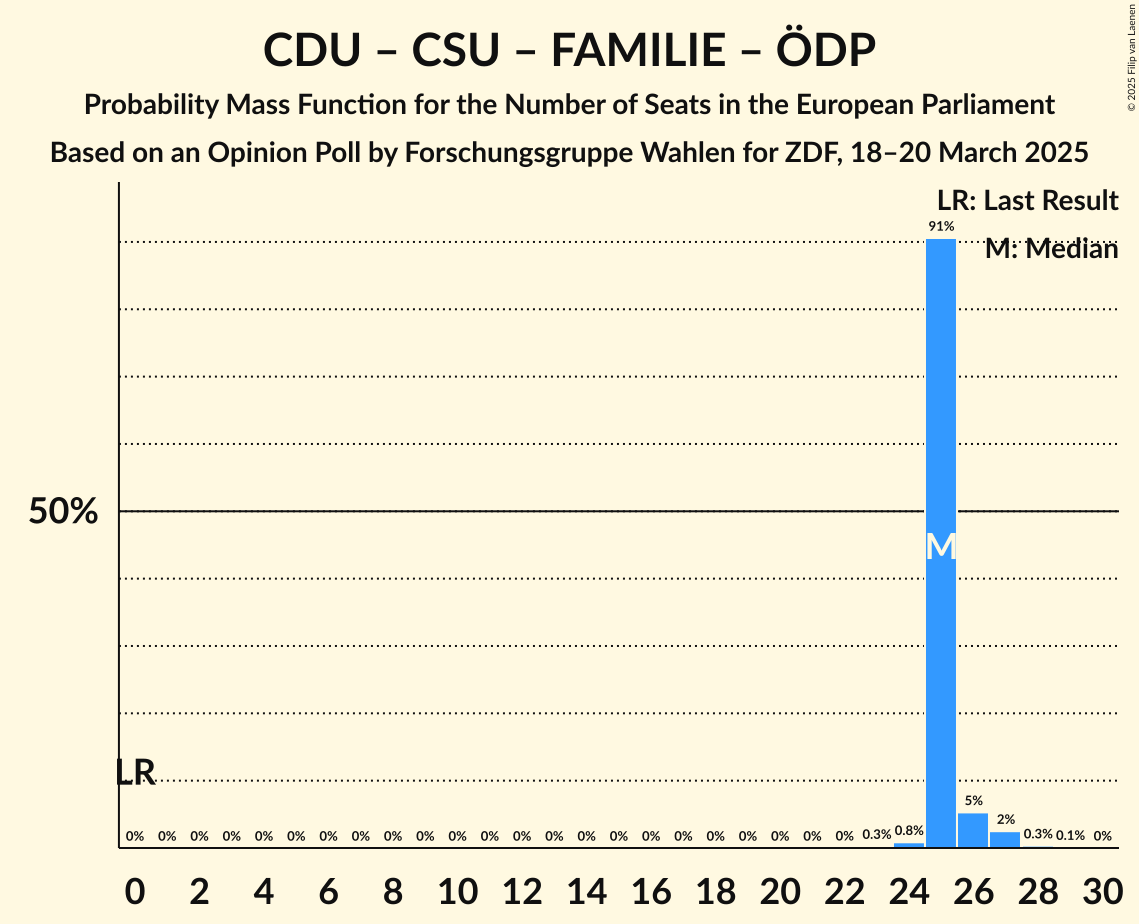 CDU – CSU – FAMILIE – ÖDP
Probability Mass Function for the Number of Seats in the European Parliament
Based on an Opinion Poll by Forschungsgruppe Wahlen for ZDF, 18–20 March 2025
© 2025 Filip van Laenen
LR: Last Result
M: Median
91%
50%
M
LR
0% 0% 0% 0% 0% 0% 0% 0% 0% 0% 0% 0% 0% 0% 0% 0% 0% 0% 0% 0% 0% 0% 0% 0.3% 0.8% 5% 2% 0.3% 0.1% 0%
0 2 4 6 8 10 12 14 16 18 20 22 24 26 28 30